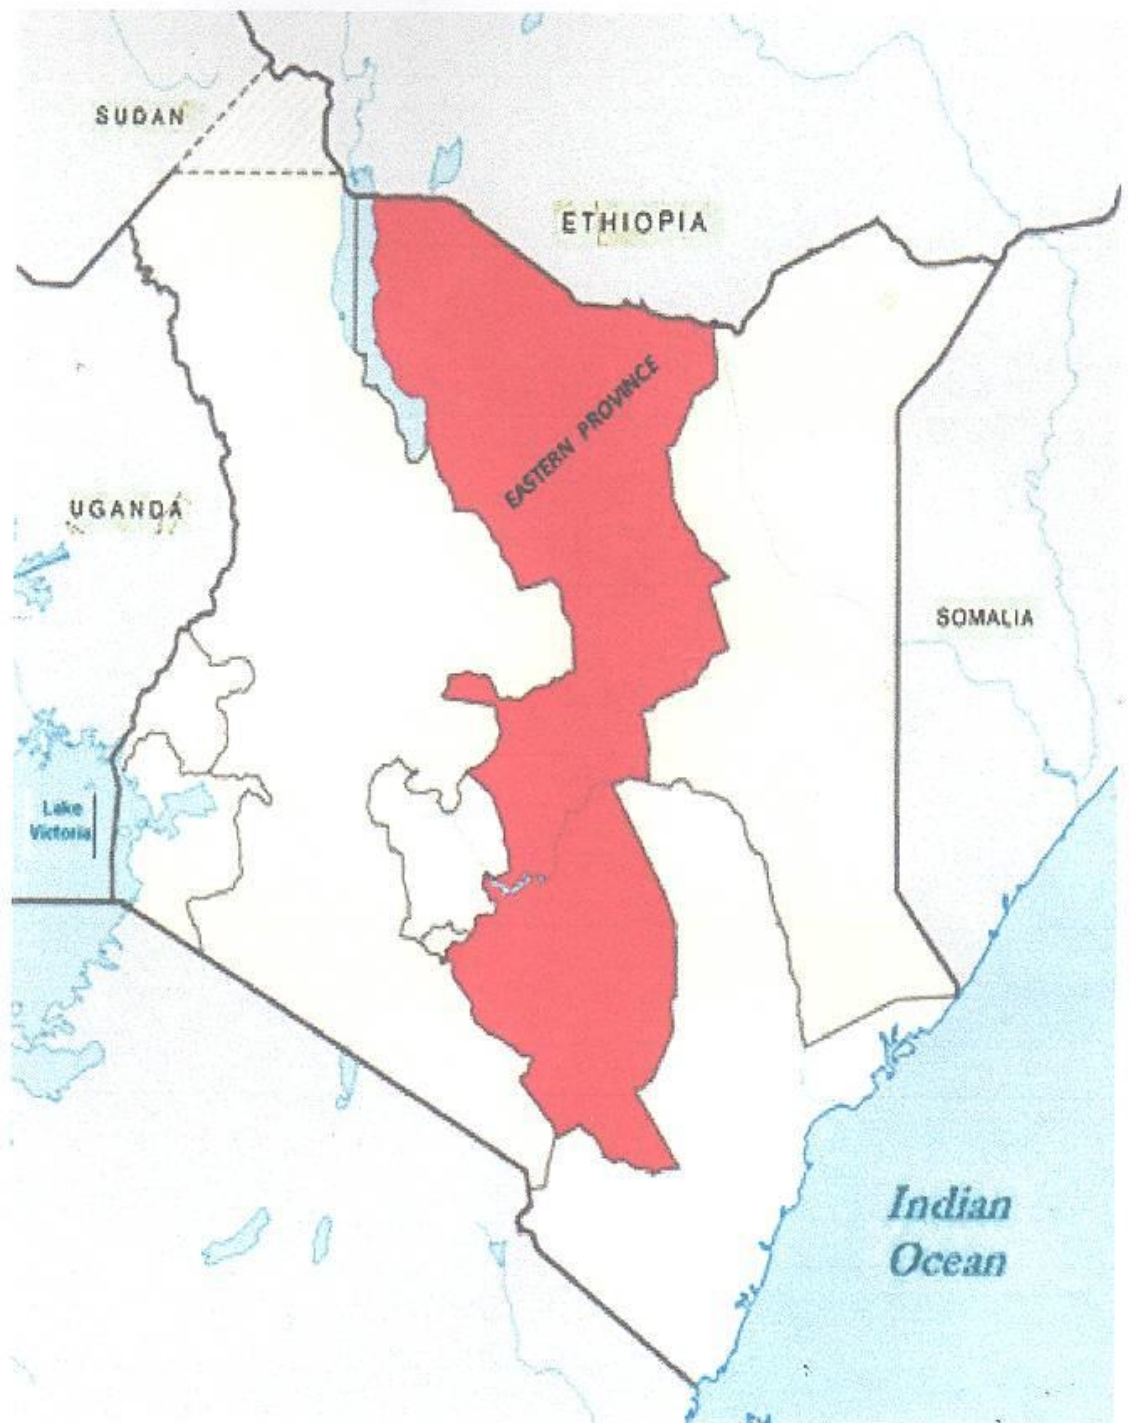 SUDAN
ETHIOPIA
EASTERN PROVINCE
UGANDA
SOMALIA
Lake
Victoria
Indian
Ocean